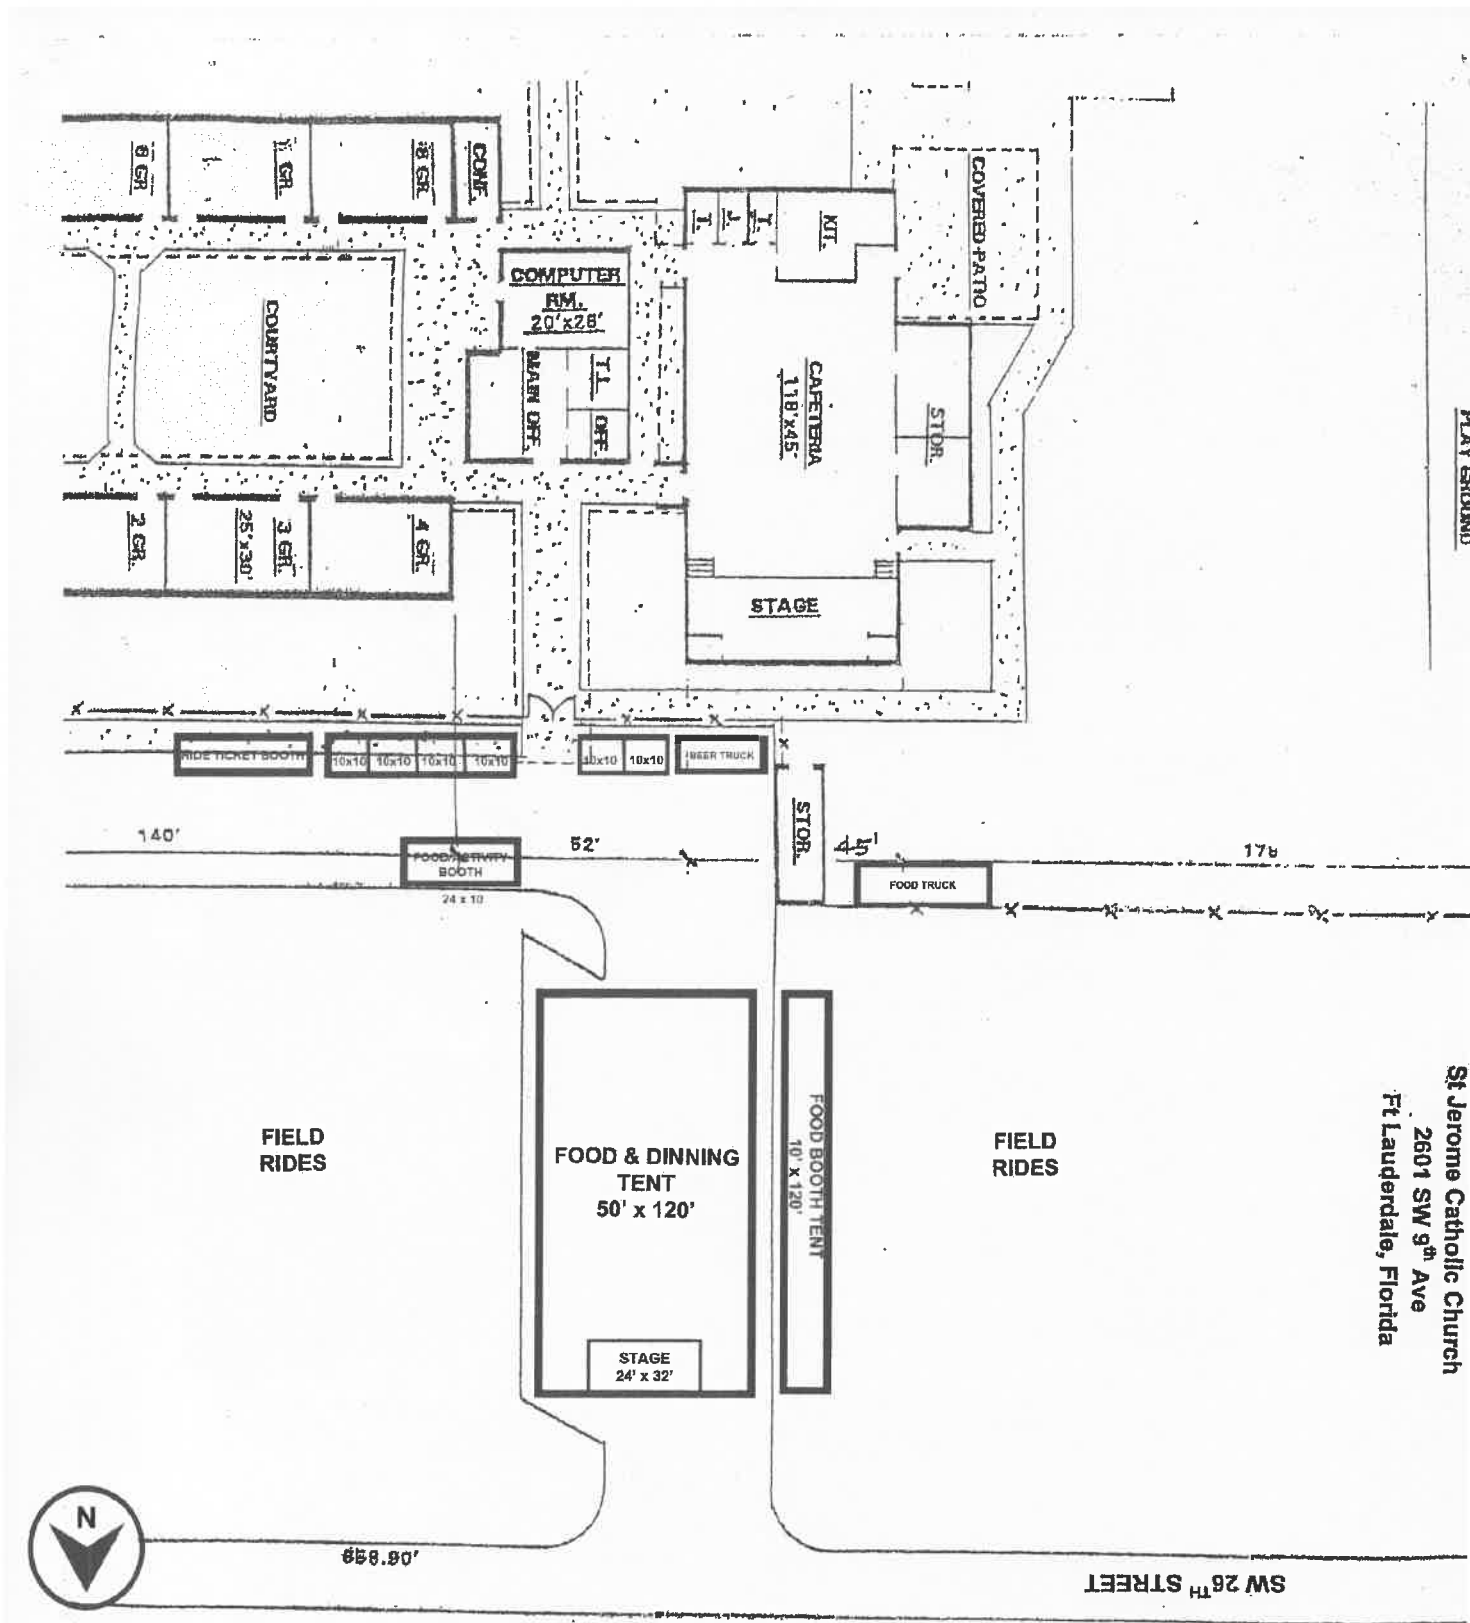 6 GR.
GR.
8 GR.
CONF.
T.
J.
T.
KIT.
COVERED PATIO
COURTYARD
COMPUTER
RM.
20'x28'
MAIN OFF.
OFF.
CAFETERIA
118'x45'
STOR.
PLAY GROUND
2 GR.
3 GR.
25'x30'
4 GR.
STAGE
RIDE TICKET BOOTH
10x10
10x10
10x10
10x10
10x10
10x10
BEER TRUCK
STOR.
140'
FOOD/ACTIVITY
BOOTH
24 x 10
62'
45'
FOOD TRUCK
178
FIELD
RIDES
FOOD & DINNING
TENT
50' x 120'
FOOD BOOTH TENT
10' x 120'
FIELD
RIDES
St Jerome Catholic Church
2601 SW 9th Ave
Ft Lauderdale, Florida
STAGE
24' x 32'
N
SW 26TH STREET